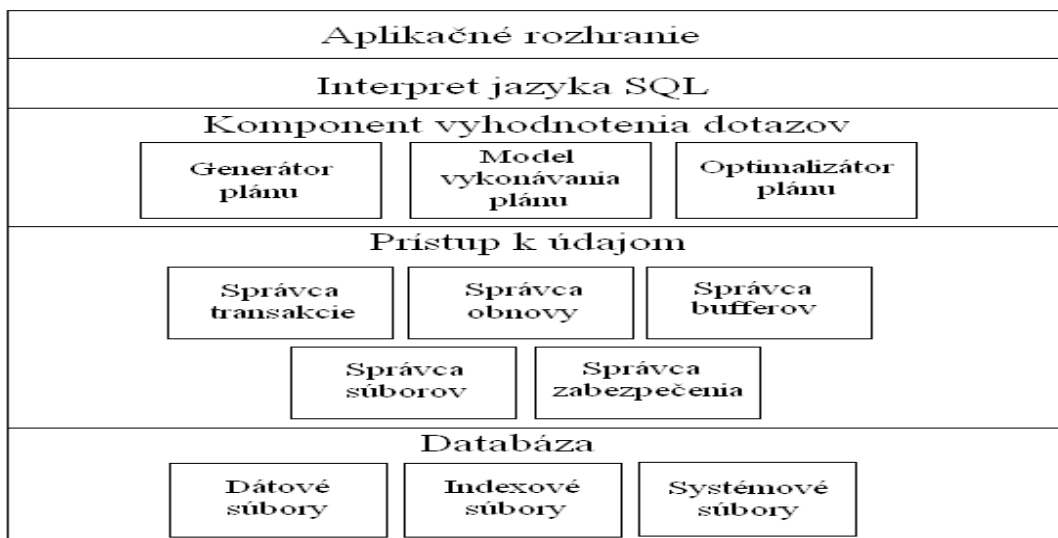 Aplikačné rozhranie
Interpret jazyka SQL
Komponent vyhodnotenia dotazov
Generátor
plánu
Model
vykonávania
plánu
Optimalizátor
plánu
Prístup k údajom
Správca
transakcie
Správca
obnovy
Správca
bufferov
Správca
súborov
Správca
zabezpečenia
Databáza
Dátové
súbory
Indexové
súbory
Systémové
súbory